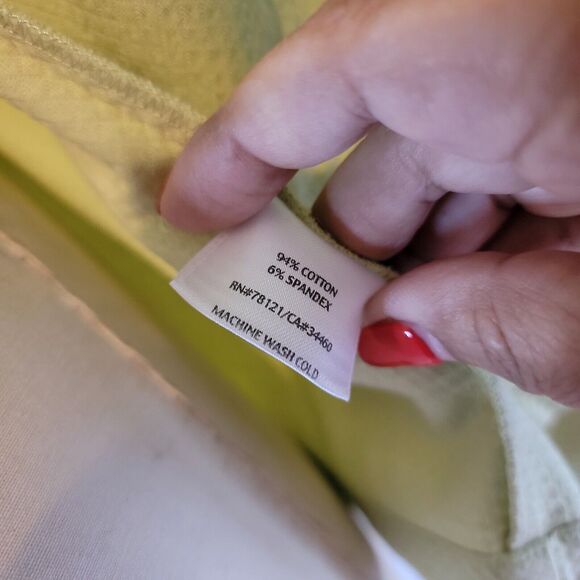 94% COTTON
6% SPANDEX
RN#78121/CA#34460
MACHINE WASH COLD